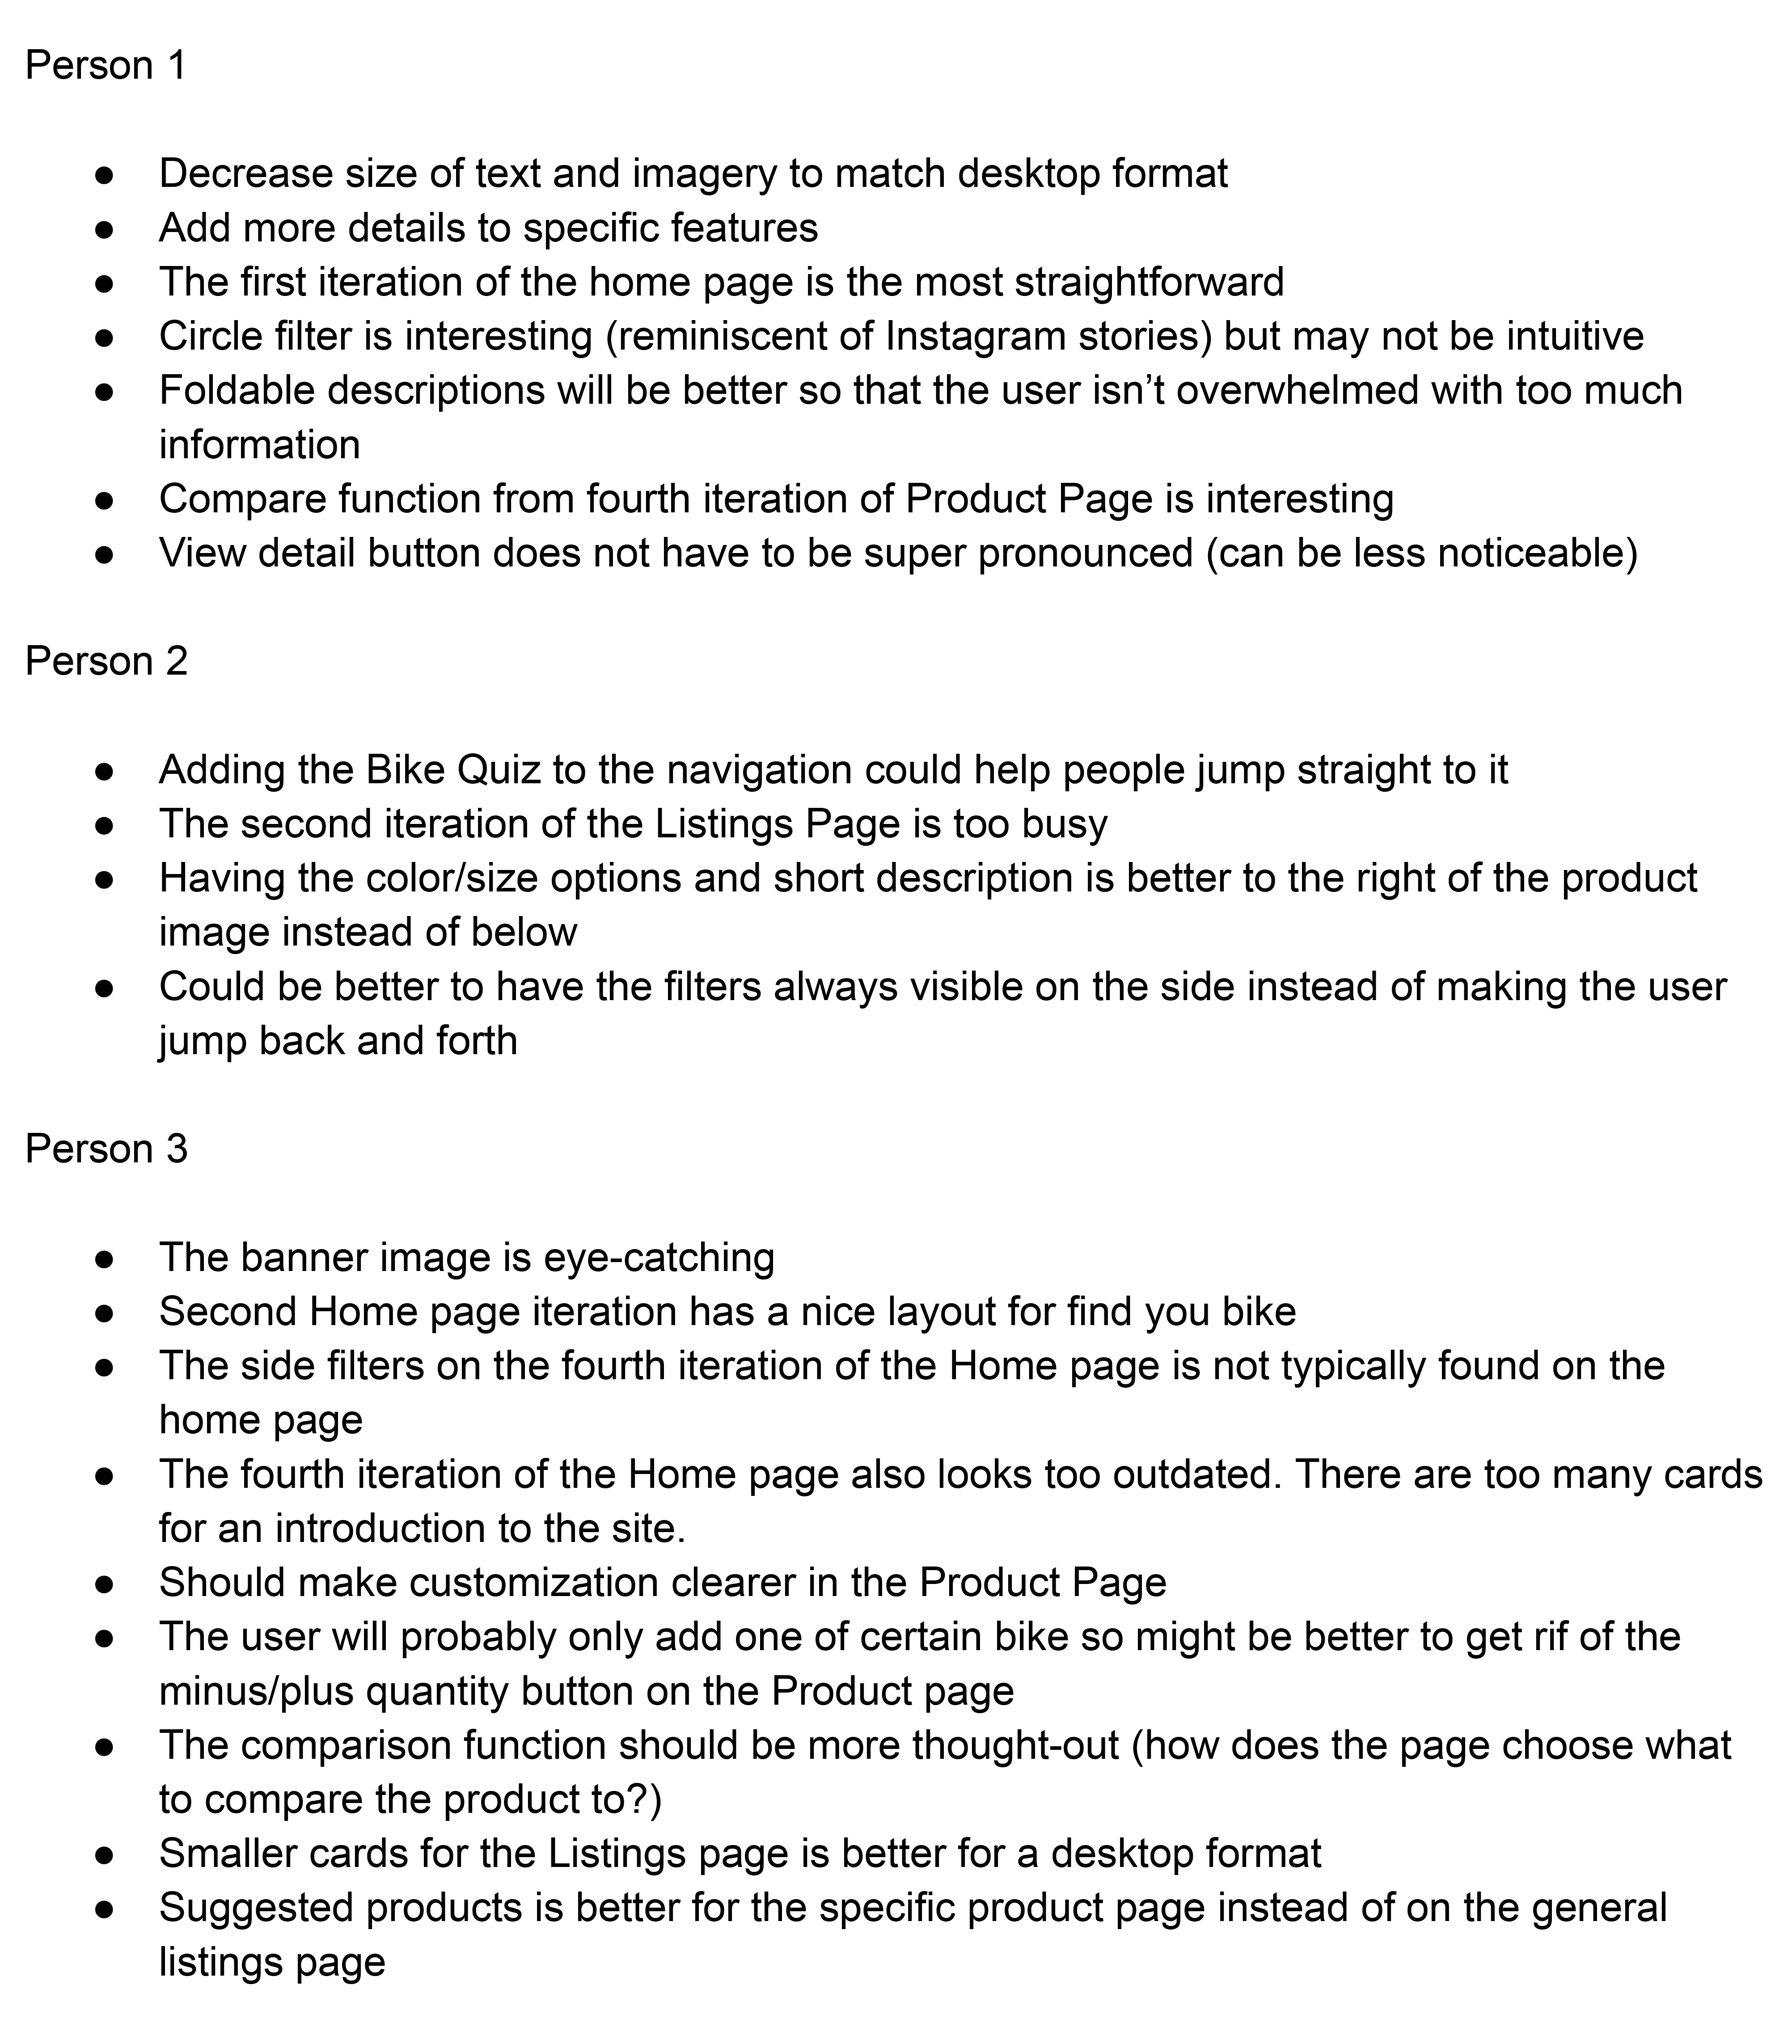 Person 1
● Decrease size of text and imagery to match desktop format
● Add more details to specific features
● The first iteration of the home page is the most straightforward
● Circle filter is interesting (reminiscent of Instagram stories) but may not be intuitive
● Foldable descriptions will be better so that the user isn’t overwhelmed with too much
information
● Compare function from fourth iteration of Product Page is interesting
● View detail button does not have to be super pronounced (can be less noticeable)
Person 2
● Adding the Bike Quiz to the navigation could help people jump straight to it
● The second iteration of the Listings Page is too busy
● Having the color/size options and short description is better to the right of the product
image instead of below
● Could be better to have the filters always visible on the side instead of making the user
jump back and forth
Person 3
● The banner image is eye-catching
● Second Home page iteration has a nice layout for find you bike
● The side filters on the fourth iteration of the Home page is not typically found on the
home page
● The fourth iteration of the Home page also looks too outdated. There are too many cards
for an introduction to the site.
● Should make customization clearer in the Product Page
● The user will probably only add one of certain bike so might be better to get rif of the
minus/plus quantity button on the Product page
● The comparison function should be more thought-out (how does the page choose what
to compare the product to?)
● Smaller cards for the Listings page is better for a desktop format
● Suggested products is better for the specific product page instead of on the general
listings page